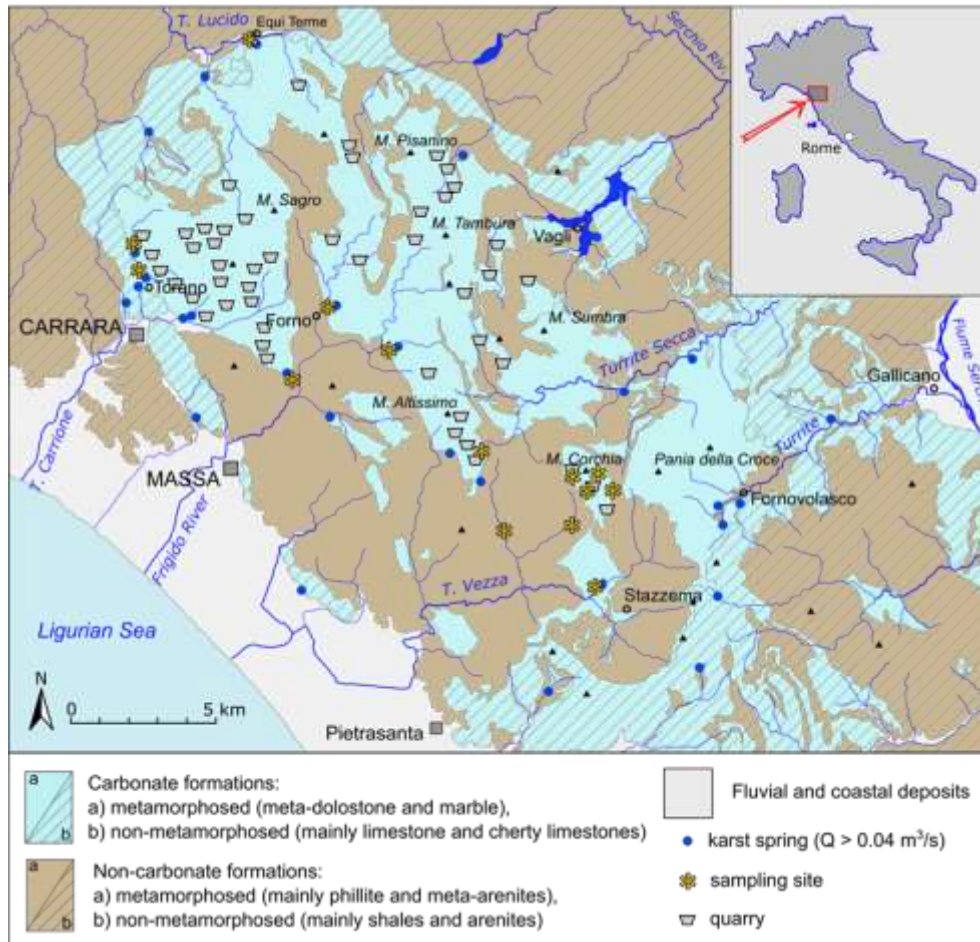 T. Lucido
Equi Terme
Serchio Riv.
M. Pisanino
M. Sagro
M. Tambura
Vagli
Rome
Torano
Forno
M. Sumbra
CARRARA
Turrite Secca
Gallicano
M. Altissimo
Turrite
T. Carrione
MASSA
M. Corchia
Pania della Croce
Fornovolasco
Frigido River
T. Vezza
Stazzema
Ligurian Sea
N
0 5 km
Pietrasanta
a
b
Carbonate formations:
a) metamorphosed (meta-dolostone and marble),
b) non-metamorphosed (mainly limestone and cherty limestones)
a
b
Non-carbonate formations:
a) metamorphosed (mainly phillite and meta-arenites),
b) non-metamorphosed (mainly shales and arenites)
Fluvial and coastal deposits
karst spring (Q > 0.04 m³/s)
sampling site
quarry